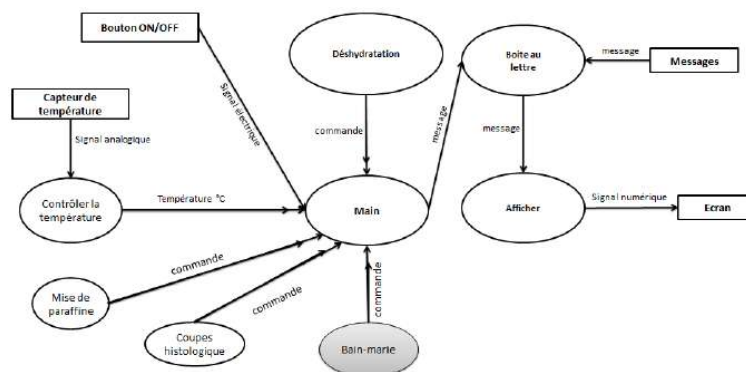 Bouton ON/OFF
Déshydratation
Boite au
lettre
message
Messages
Capteur de
température
Signal électrique
Signal analogique
commande
message
message
Contrôler la
température
Température °C
Main
Afficher
Signal numérique
Ecran
commande
Mise de
paraffine
commande
Coupes
histologique
commande
Bain-marie